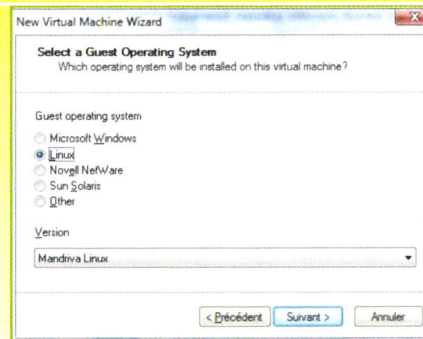 New Virtual Machine Wizard
Select a Guest Operating System
Which operating system will be installed on this virtual machine?
Guest operating system
Microsoft Windows
Linux
Novell NetWare
Sun Solaris
Other
Version
Mandriva Linux
< Précédent
Suivant >
Annuler